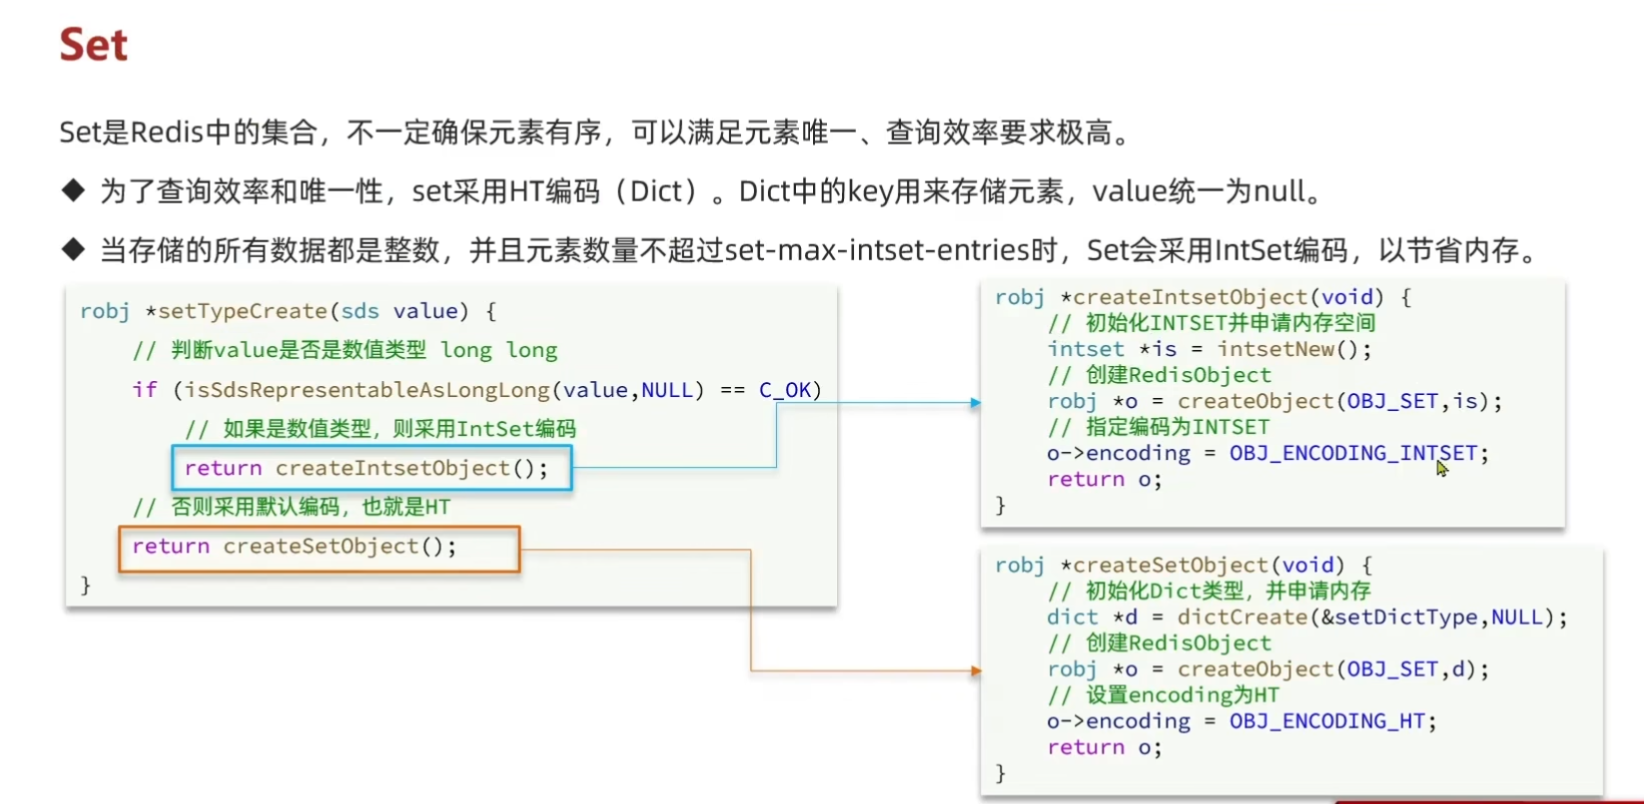 Set
Set是Redis中的集合，不一定确保元素有序，可以满足元素唯一、查询效率要求极高。
◆ 为了查询效率和唯一性，set采用HT编码（Dict）。Dict中的key用来存储元素，value统一为null。
◆ 当存储的所有数据都是整数，并且元素数量不超过set-max-intset-entries时，Set会采用IntSet编码，以节省内存。
robj *setTypeCreate(sds value) {
// 判断value是否是数值类型 long long
if (isSdsRepresentableAsLongLong(value,NULL) == C_OK)
// 如果是数值类型，则采用IntSet编码
return createIntsetObject();
// 否则采用默认编码，也就是HT
return createSetObject();
}
robj *createIntsetObject(void) {
// 初始化INTSET并申请内存空间
intset *is = intsetNew();
// 创建RedisObject
robj *o = createObject(OBJ_SET,is);
// 指定编码为INTSET
o->encoding = OBJ_ENCODING_INTSET;
return o;
}
robj *createSetObject(void) {
// 初始化Dict类型，并申请内存
dict *d = dictCreate(&setDictType,NULL);
// 创建RedisObject
robj *o = createObject(OBJ_SET,d);
// 设置encoding为HT
o->encoding = OBJ_ENCODING_HT;
return o;
}